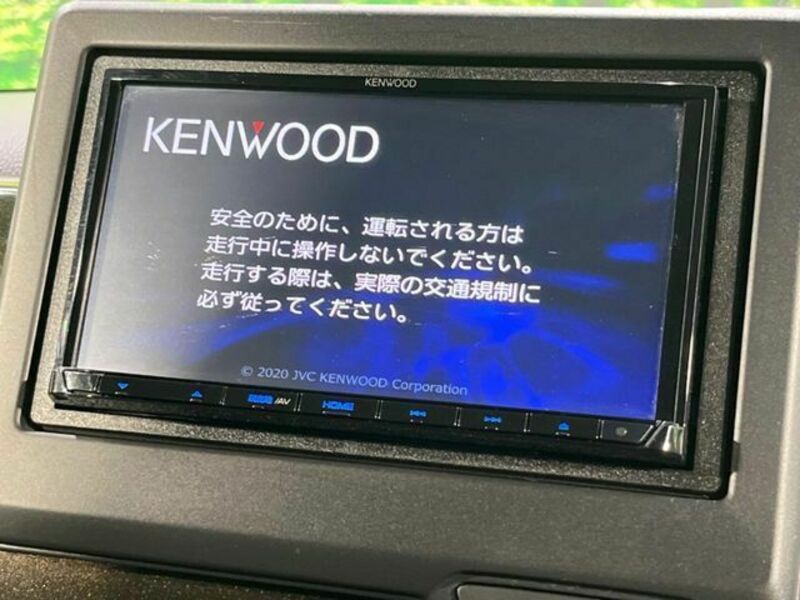 KENWOOD
KENWOOD
安全のために、運転される方は
走行中に操作しないでください。
走行する際は、実際の交通規制に
必ず従ってください。
© 2020 JVC KENWOOD Corporation
/AV
HOME